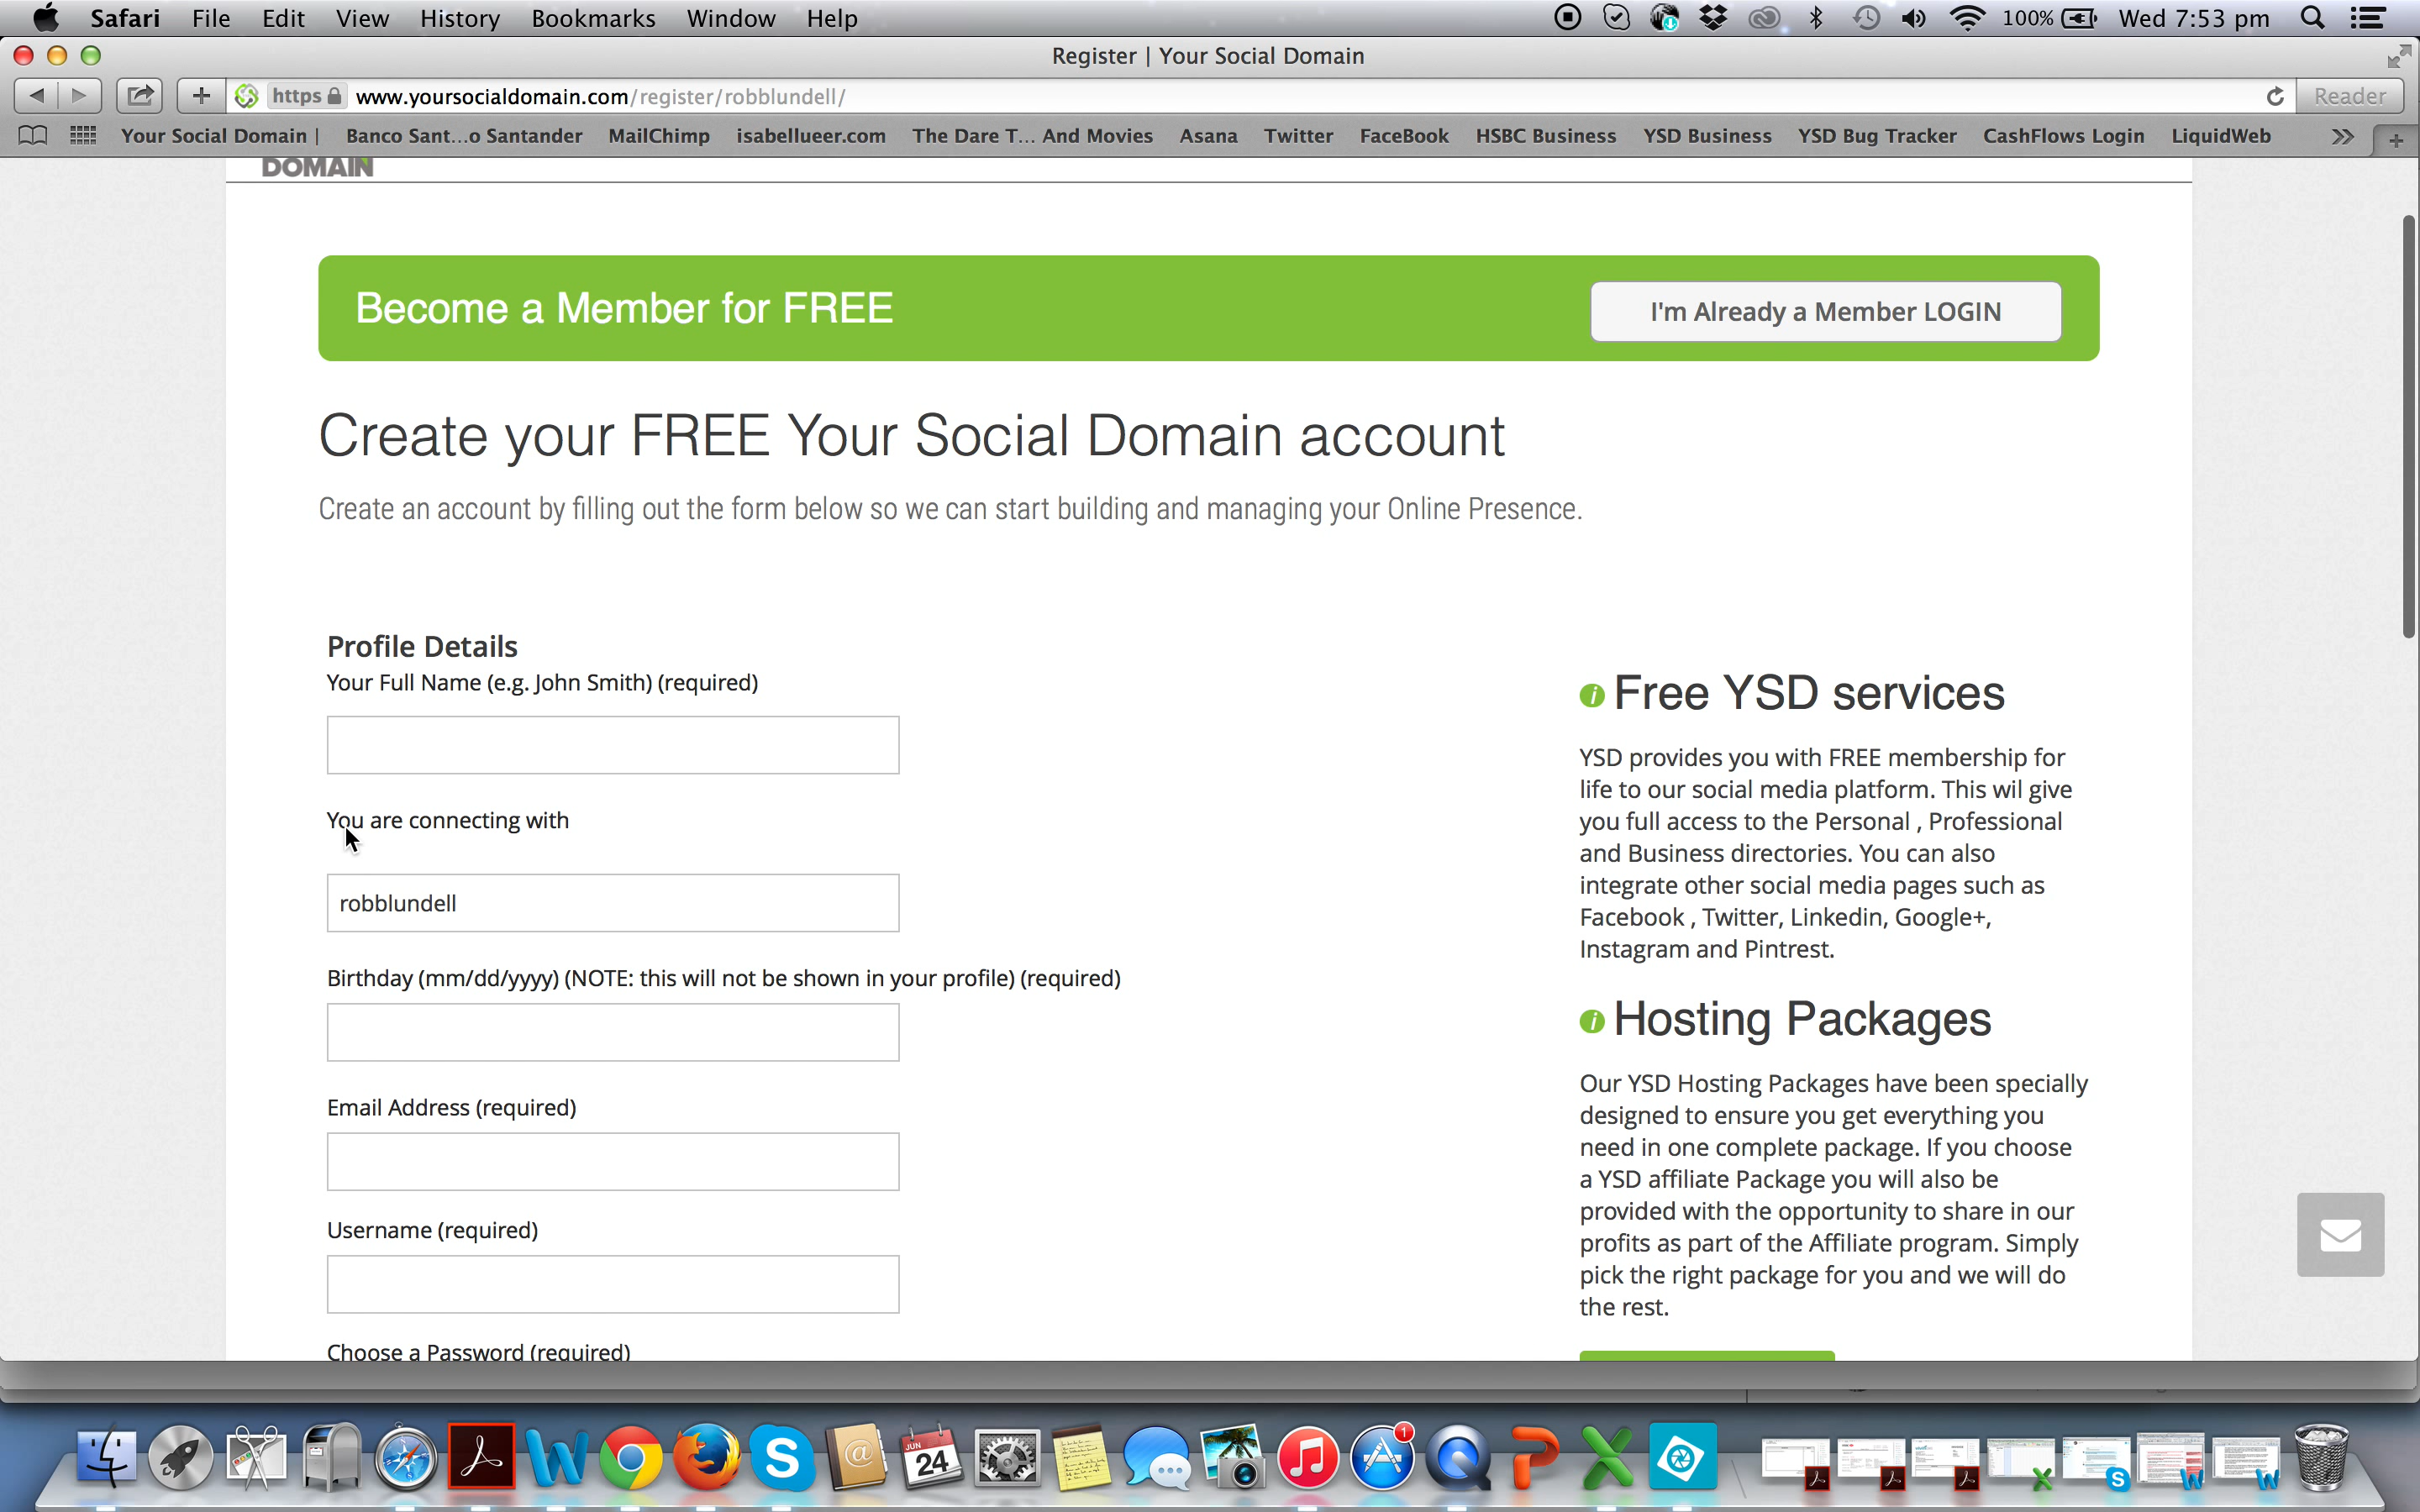 Safari File Edit View History Bookmarks Window Help 100% Wed 7:53 pm
Register | Your Social Domain
https www.yoursocialdomain.com/register/robblundell/ Reader
Your Social Domain | Banco Sant...o Santander MailChimp isabellueer.com The Dare T... And Movies Asana Twitter FaceBook HSBC Business YSD Business YSD Bug Tracker CashFlows Login LiquidWeb
DOMAIN
Become a Member for FREE
I'm Already a Member LOGIN
Create your FREE Your Social Domain account
Create an account by filling out the form below so we can start building and managing your Online Presence.
Profile Details
Your Full Name (e.g. John Smith) (required)
You are connecting with
robblundell
Birthday (mm/dd/yyyy) (NOTE: this will not be shown in your profile) (required)
Email Address (required)
Username (required)
Choose a Password (required)
Free YSD services
YSD provides you with FREE membership for
life to our social media platform. This wil give
you full access to the Personal , Professional
and Business directories. You can also
integrate other social media pages such as
Facebook , Twitter, Linkedin, Google+,
Instagram and Pintrest.
Hosting Packages
Our YSD Hosting Packages have been specially
designed to ensure you get everything you
need in one complete package. If you choose
a YSD affiliate Package you will also be
provided with the opportunity to share in our
profits as part of the Affiliate program. Simply
pick the right package for you and we will do
the rest.
JUN
24
1